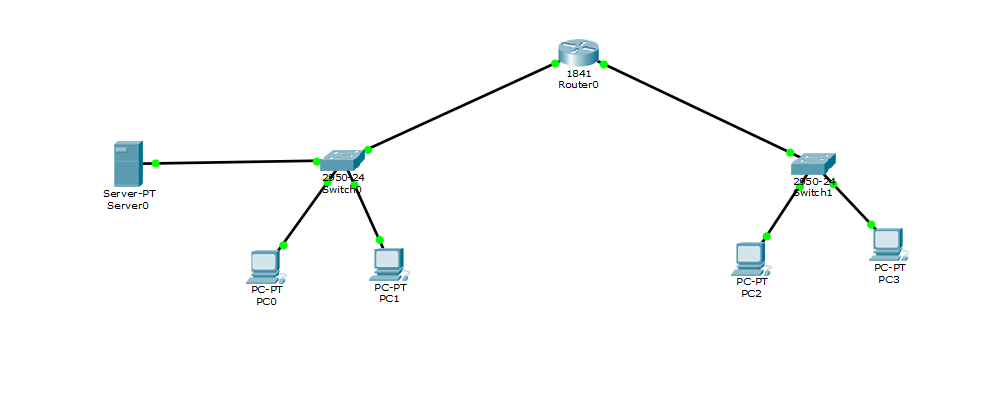 1841
Router0
Server-PT
Server0
2950-24
Switch0
2950-24
Switch1
PC-PT
PC0
PC-PT
PC1
PC-PT
PC2
PC-PT
PC3